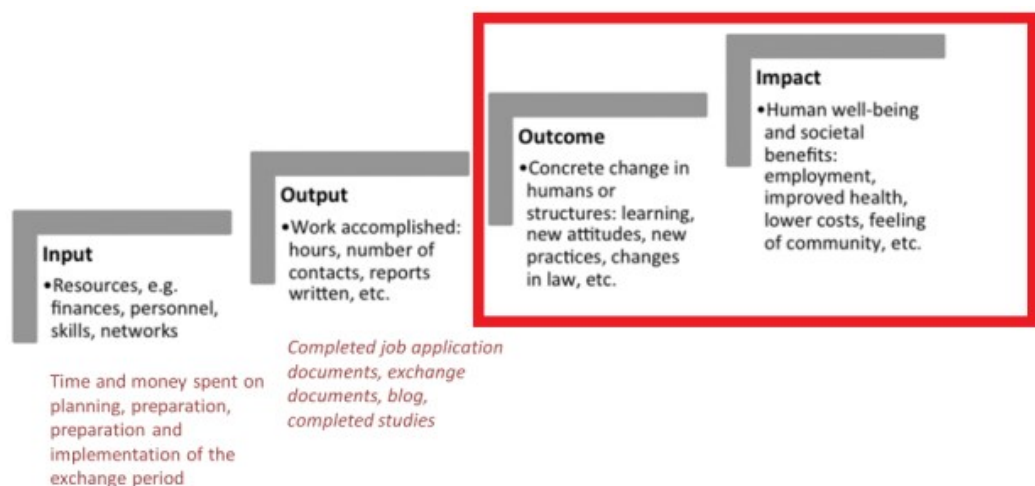 Input
•Resources, e.g.
finances, personnel,
skills, networks
Time and money spent on
planning, preparation,
preparation and
implementation of the
exchange period
Output
•Work accomplished:
hours, number of
contacts, reports
written, etc.
Completed job application
documents, exchange
documents, blog,
completed studies
Outcome
•Concrete change in
humans or
structures: learning,
new attitudes, new
practices, changes
in law, etc.
Impact
•Human well-being
and societal
benefits:
employment,
improved health,
lower costs, feeling
of community, etc.